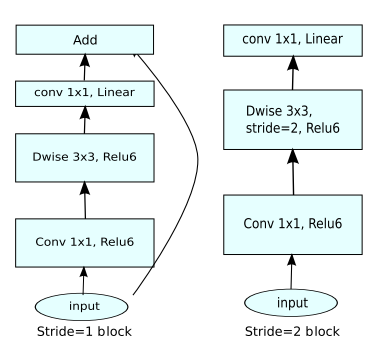 Add
conv 1x1, Linear
Dwise 3x3, Relu6
Conv 1x1, Relu6
input
Stride=1 block
conv 1x1, Linear
Dwise 3x3,
stride=2, Relu6
Conv 1x1, Relu6
input
Stride=2 block